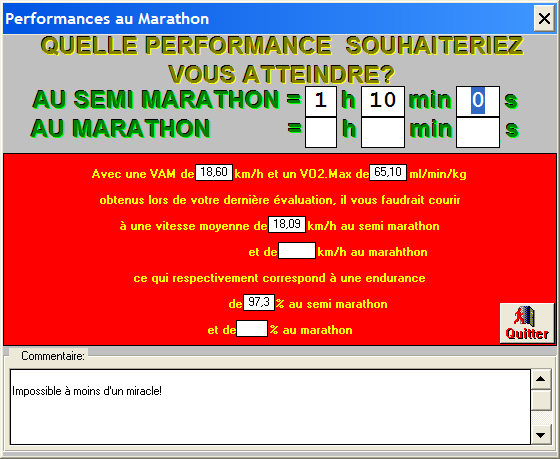 Performances au Marathon
QUELLE PERFORMANCE SOUHAITERIEZ
VOUS ATTEINDRE?
AU SEMI MARATHON = 1 h 10 min 0 s
AU MARATHON = h min s
Avec une VAM de 18,60 km/h et un VO2.Max de 65,10 ml/min/kg
obtenus lors de votre dernière évaluation, il vous faudrait courir
à une vitesse moyenne de 18,09 km/h au semi marathon
et de km/h au marahthon
ce qui respectivement correspond à une endurance
de 97,3 % au semi marathon
et de % au marathon
Quitter
Commentaire:
Impossible à moins d'un miracle!